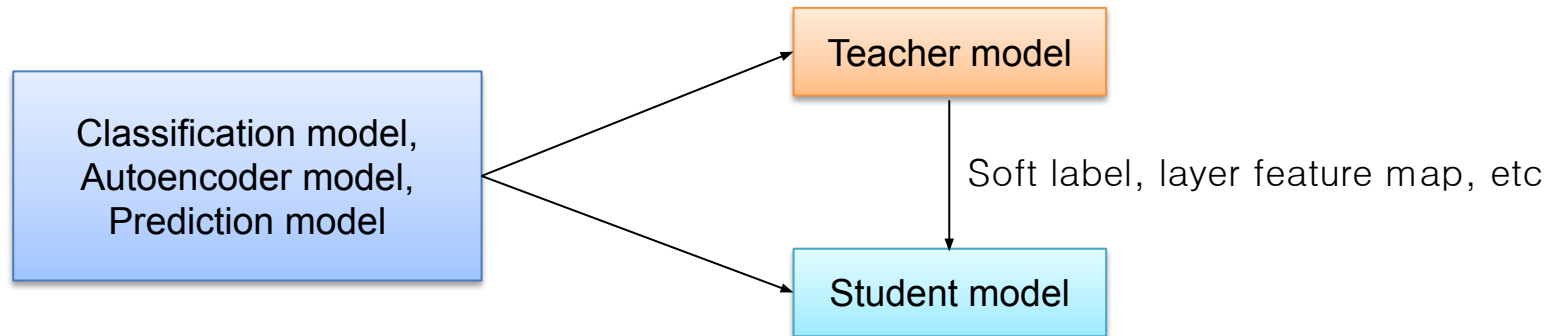 Teacher model
Classification model,
Autoencoder model,
Prediction model
Soft label, layer feature map, etc
Student model